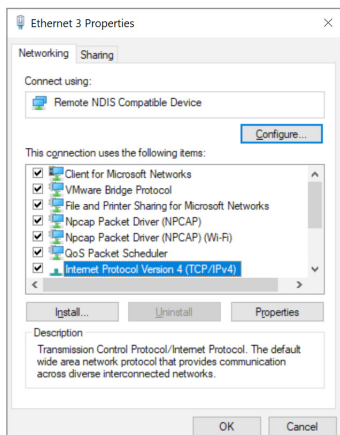 Ethernet 3 Properties
Networking
Sharing
Connect using:
Remote NDIS Compatible Device
Configure...
This connection uses the following items:
Client for Microsoft Networks
VMware Bridge Protocol
File and Printer Sharing for Microsoft Networks
Npcap Packet Driver (NPCAP)
Npcap Packet Driver (NPCAP) (Wi-Fi)
QoS Packet Scheduler
Internet Protocol Version 4 (TCP/IPv4)
Install...
Uninstall
Properties
Description
Transmission Control Protocol/Internet Protocol. The default
wide area network protocol that provides communication
across diverse interconnected networks.
OK
Cancel